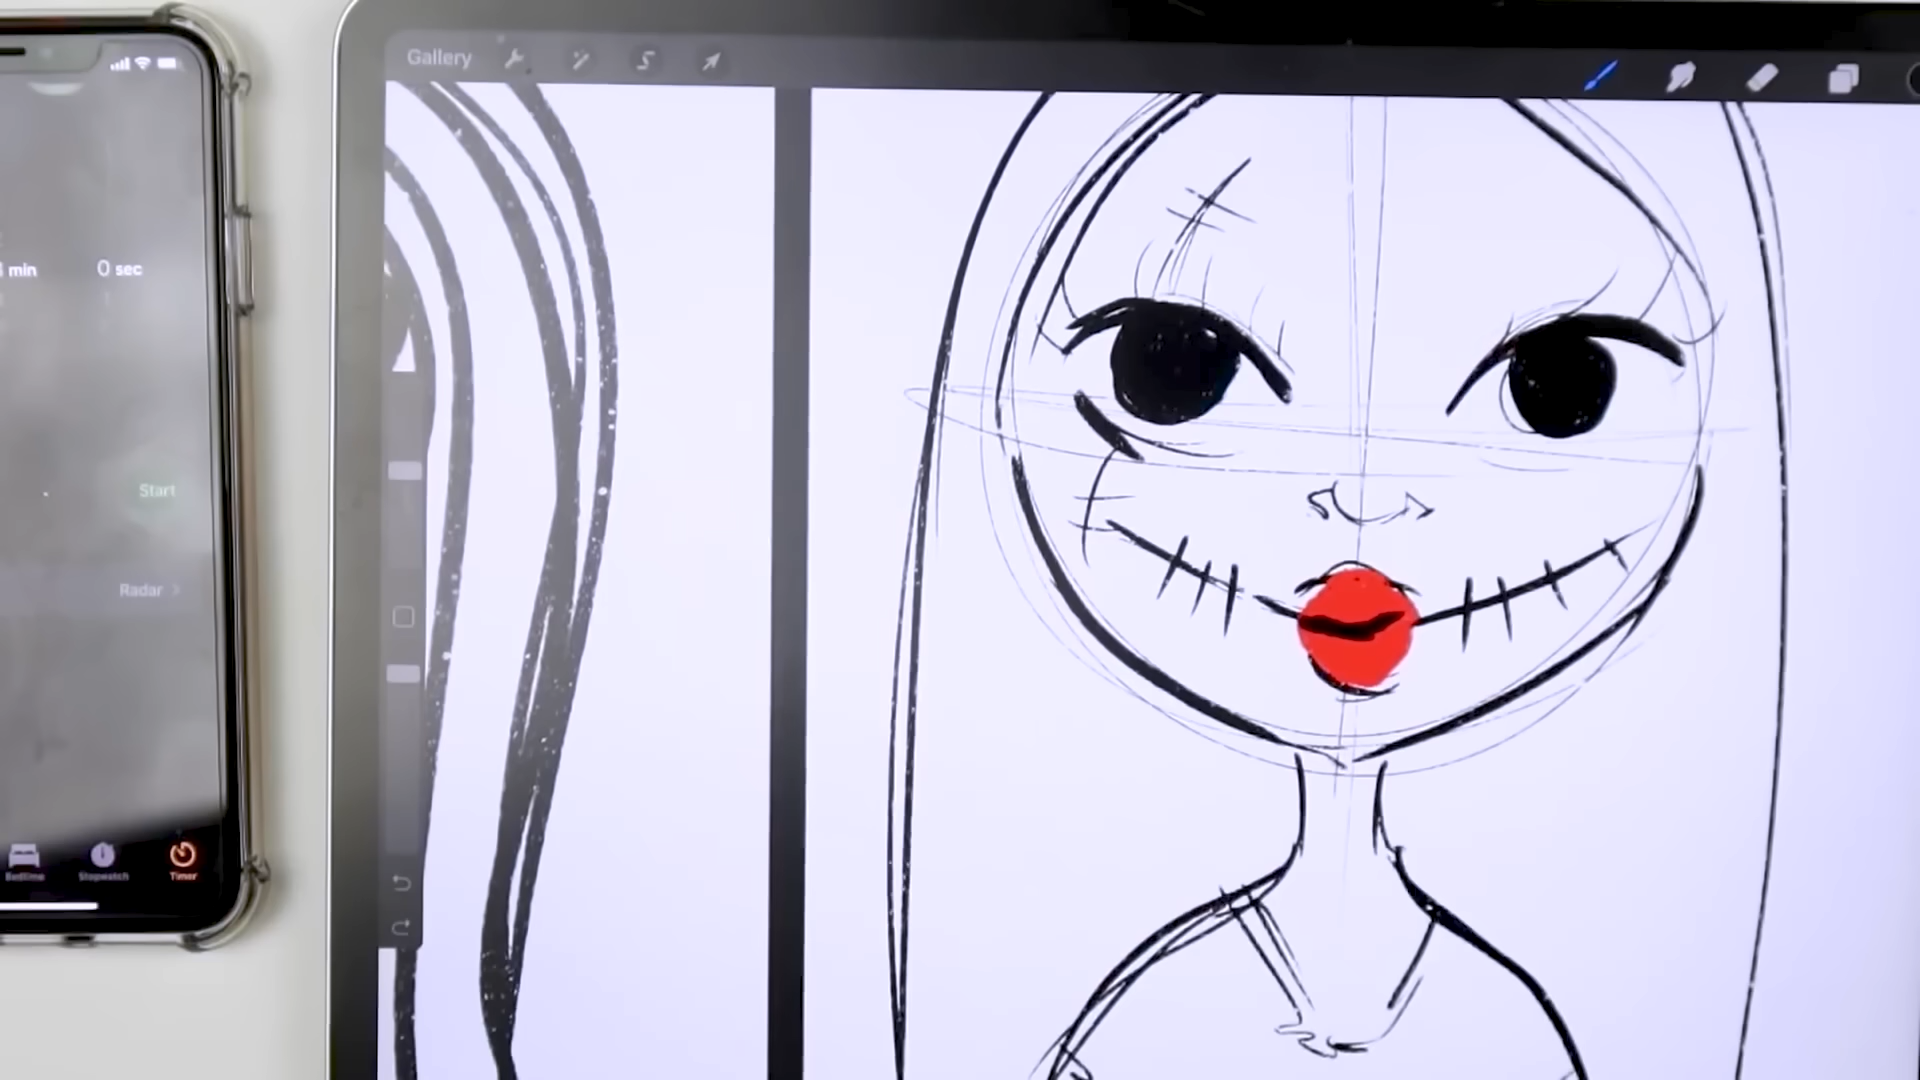 Gallery
min
0 sec
Start
Radar
Bedtime
Stopwatch
Timer